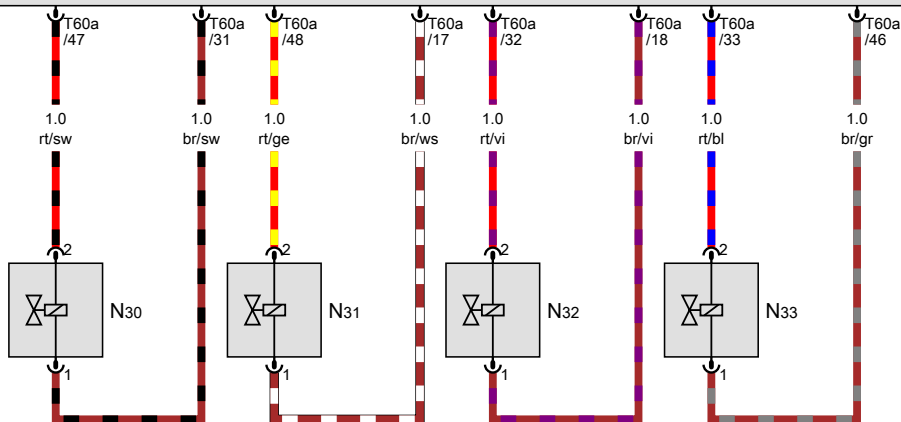 T60a T60a T60a T60a T60a T60a T60a T60a
/47 /31 /48 /17 /32 /18 /33 /46
1.0 1.0 1.0 1.0 1.0 1.0 1.0 1.0
rt/sw br/sw rt/ge br/ws rt/vi br/vi rt/bl br/gr
2 2 2 2
N30 N31 N32 N33
1 1 1 1